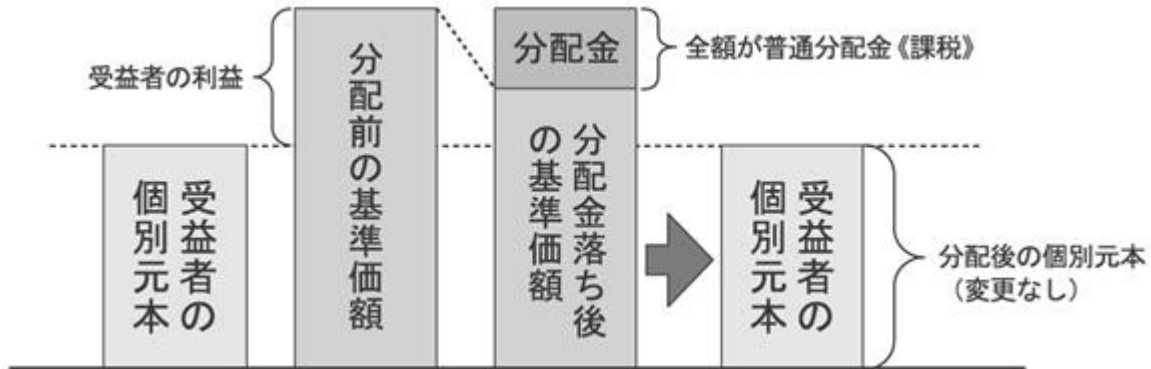 受益者の利益
受益者の
個別元本
分配前の基準価額
分配金
全額が普通分配金《課税》
分配金落ち後
の基準価額
受益者の
個別元本
分配後の個別元本
（変更なし）